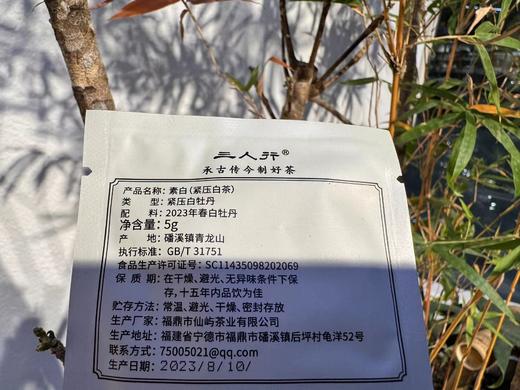 三人行®
承古传今制好茶
产品名称：素白（紧压白茶）
类 型：紧压白牡丹
配 料：2023年春白牡丹
净含量：5g
产 地：磻溪镇青龙山
执行标准：GB/T 31751
食品生产许可证号：SC11435098202069
保 质 期：在干燥、避光、无异味条件下保
存，十五年内品饮为佳
贮存方法：常温、避光、干燥、密封存放
生产厂家：福鼎市仙屿茶业有限公司
生产地址：福建省宁德市福鼎市磻溪镇后坪村龟洋52号
联系方式：75005021@qq.com
生产日期 2023/8/10/